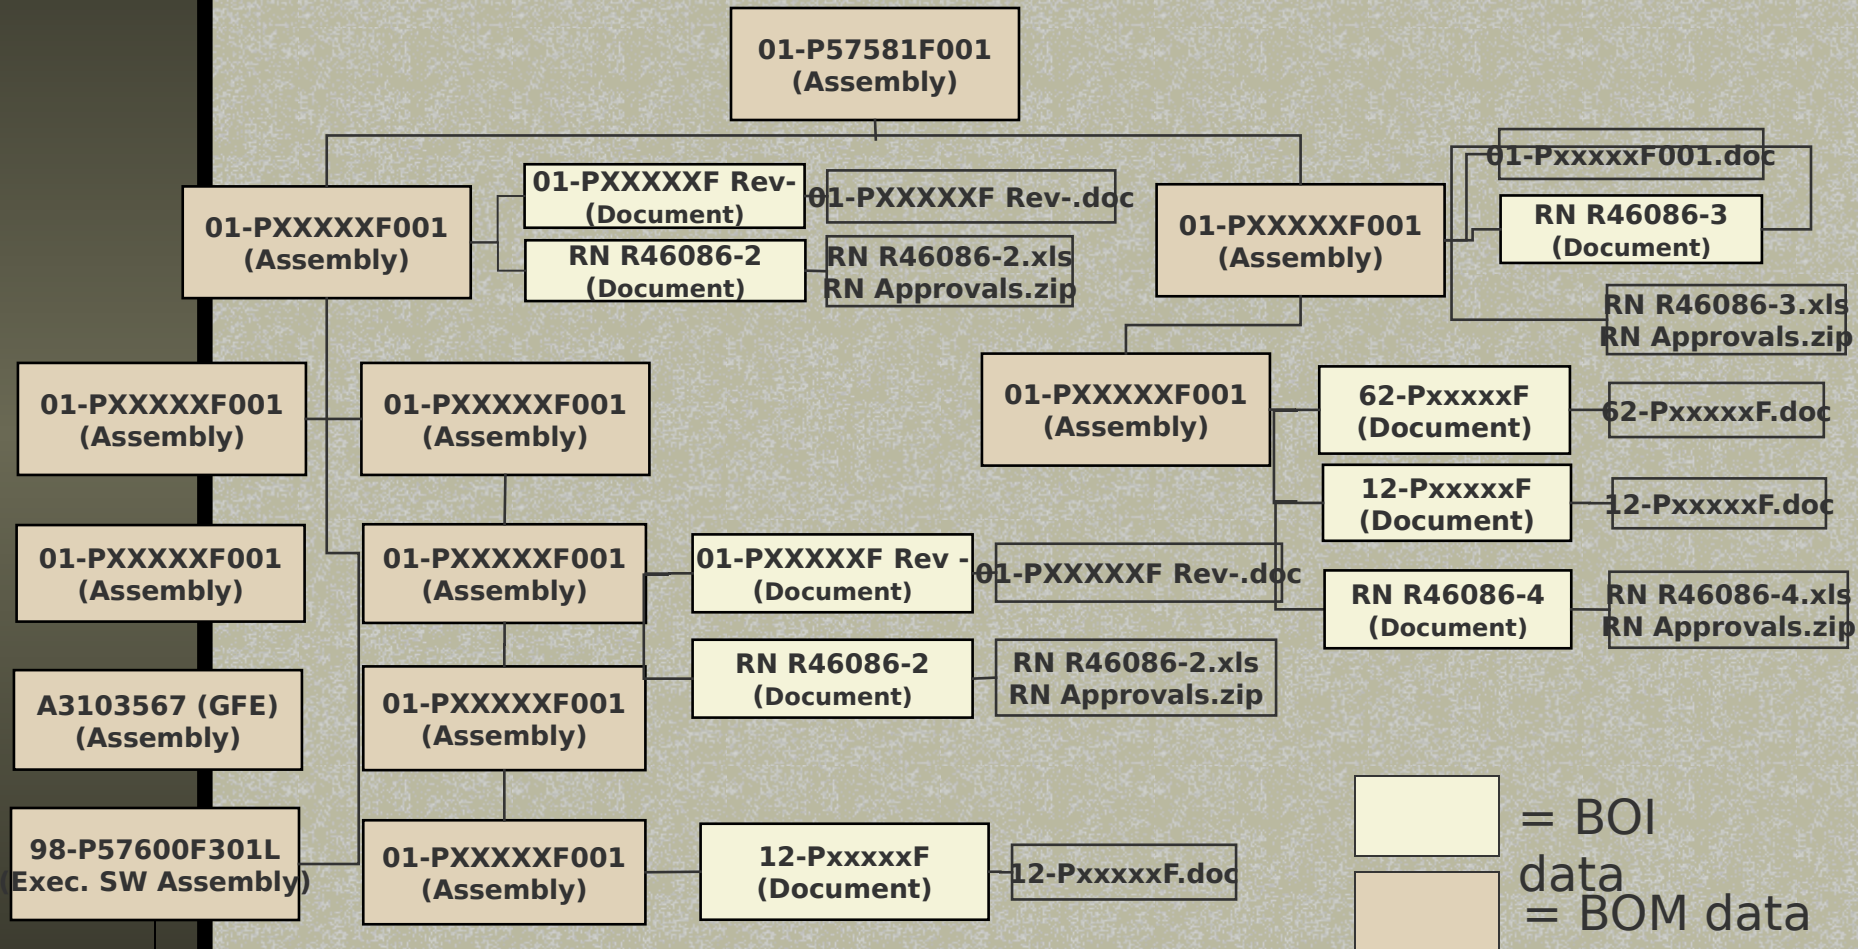 01-P57581F001
(Assembly)
01-PXXXXXF001
(Assembly)
01-PXXXXXF Rev-
(Document)
01-PXXXXXF Rev-.doc
RN R46086-2
(Document)
RN R46086-2.xls
RN Approvals.zip
01-PXXXXXF001
(Assembly)
01-PxxxxxF001.doc
RN R46086-3
(Document)
RN R46086-3.xls
RN Approvals.zip
01-PXXXXXF001
(Assembly)
01-PXXXXXF001
(Assembly)
01-PXXXXXF001
(Assembly)
62-PxxxxxF
(Document)
62-PxxxxxF.doc
12-PxxxxxF
(Document)
12-PxxxxxF.doc
01-PXXXXXF001
(Assembly)
01-PXXXXXF001
(Assembly)
01-PXXXXXF Rev -
(Document)
01-PXXXXXF Rev-.doc
RN R46086-4
(Document)
RN R46086-4.xls
RN Approvals.zip
A3103567 (GFE)
(Assembly)
01-PXXXXXF001
(Assembly)
RN R46086-2
(Document)
RN R46086-2.xls
RN Approvals.zip
98-P57600F301L
(Exec. SW Assembly)
01-PXXXXXF001
(Assembly)
12-PxxxxxF
(Document)
12-PxxxxxF.doc
= BOI
data
= BOM data